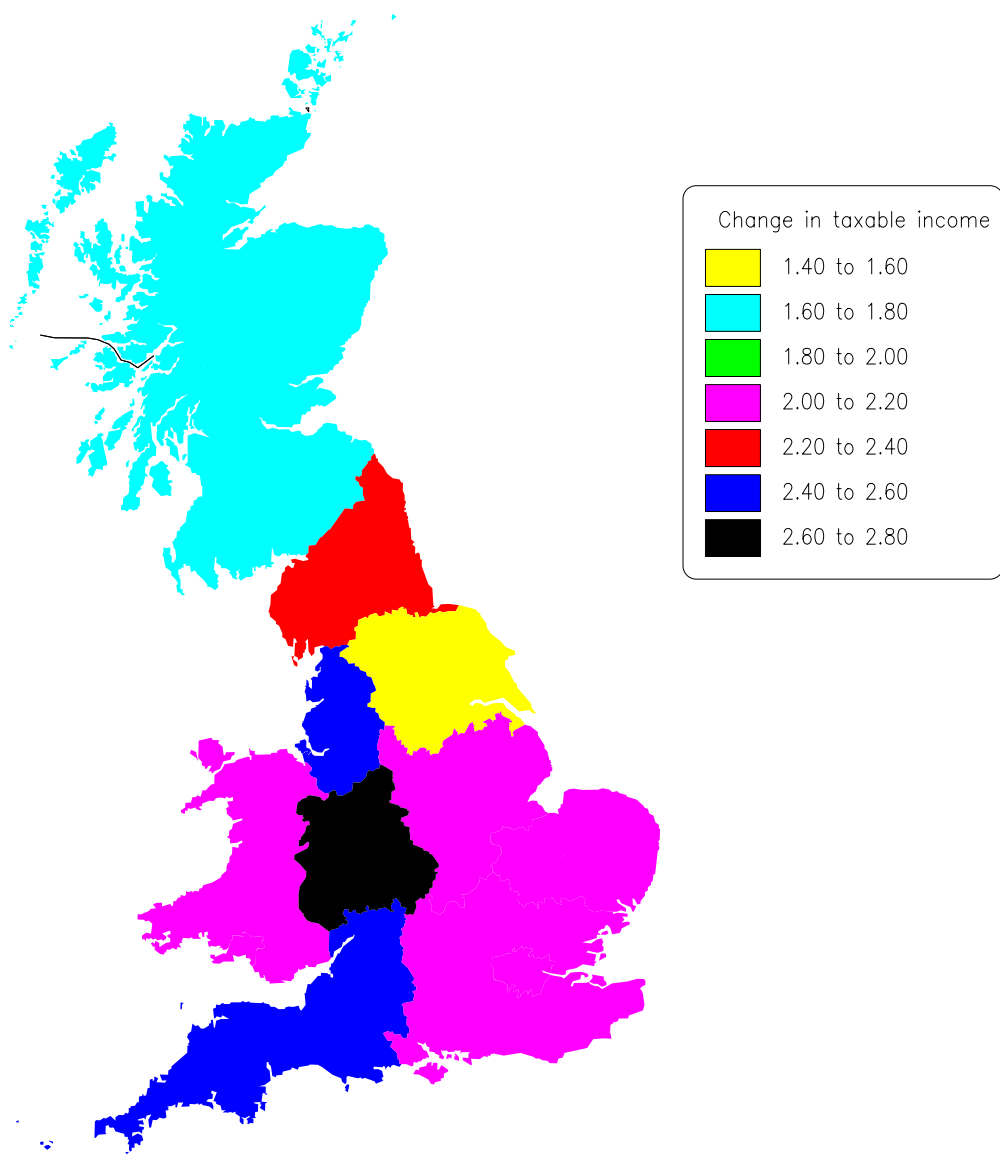 Change in taxable income
1.40 to 1.60
1.60 to 1.80
1.80 to 2.00
2.00 to 2.20
2.20 to 2.40
2.40 to 2.60
2.60 to 2.80